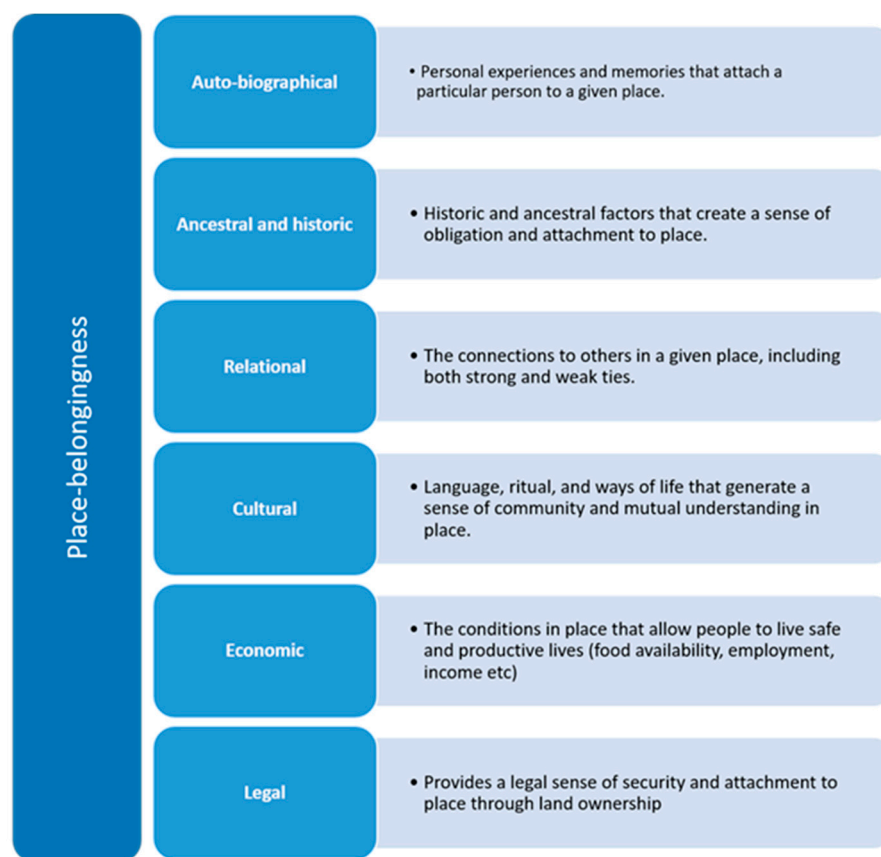 Place-belongingness
Auto-biographical
• Personal experiences and memories that attach a
particular person to a given place.
Ancestral and historic
• Historic and ancestral factors that create a sense of
obligation and attachment to place.
Relational
• The connections to others in a given place, including
both strong and weak ties.
Cultural
• Language, ritual, and ways of life that generate a
sense of community and mutual understanding in
place.
Economic
• The conditions in place that allow people to live safe
and productive lives (food availability, employment,
income etc)
Legal
• Provides a legal sense of security and attachment to
place through land ownership